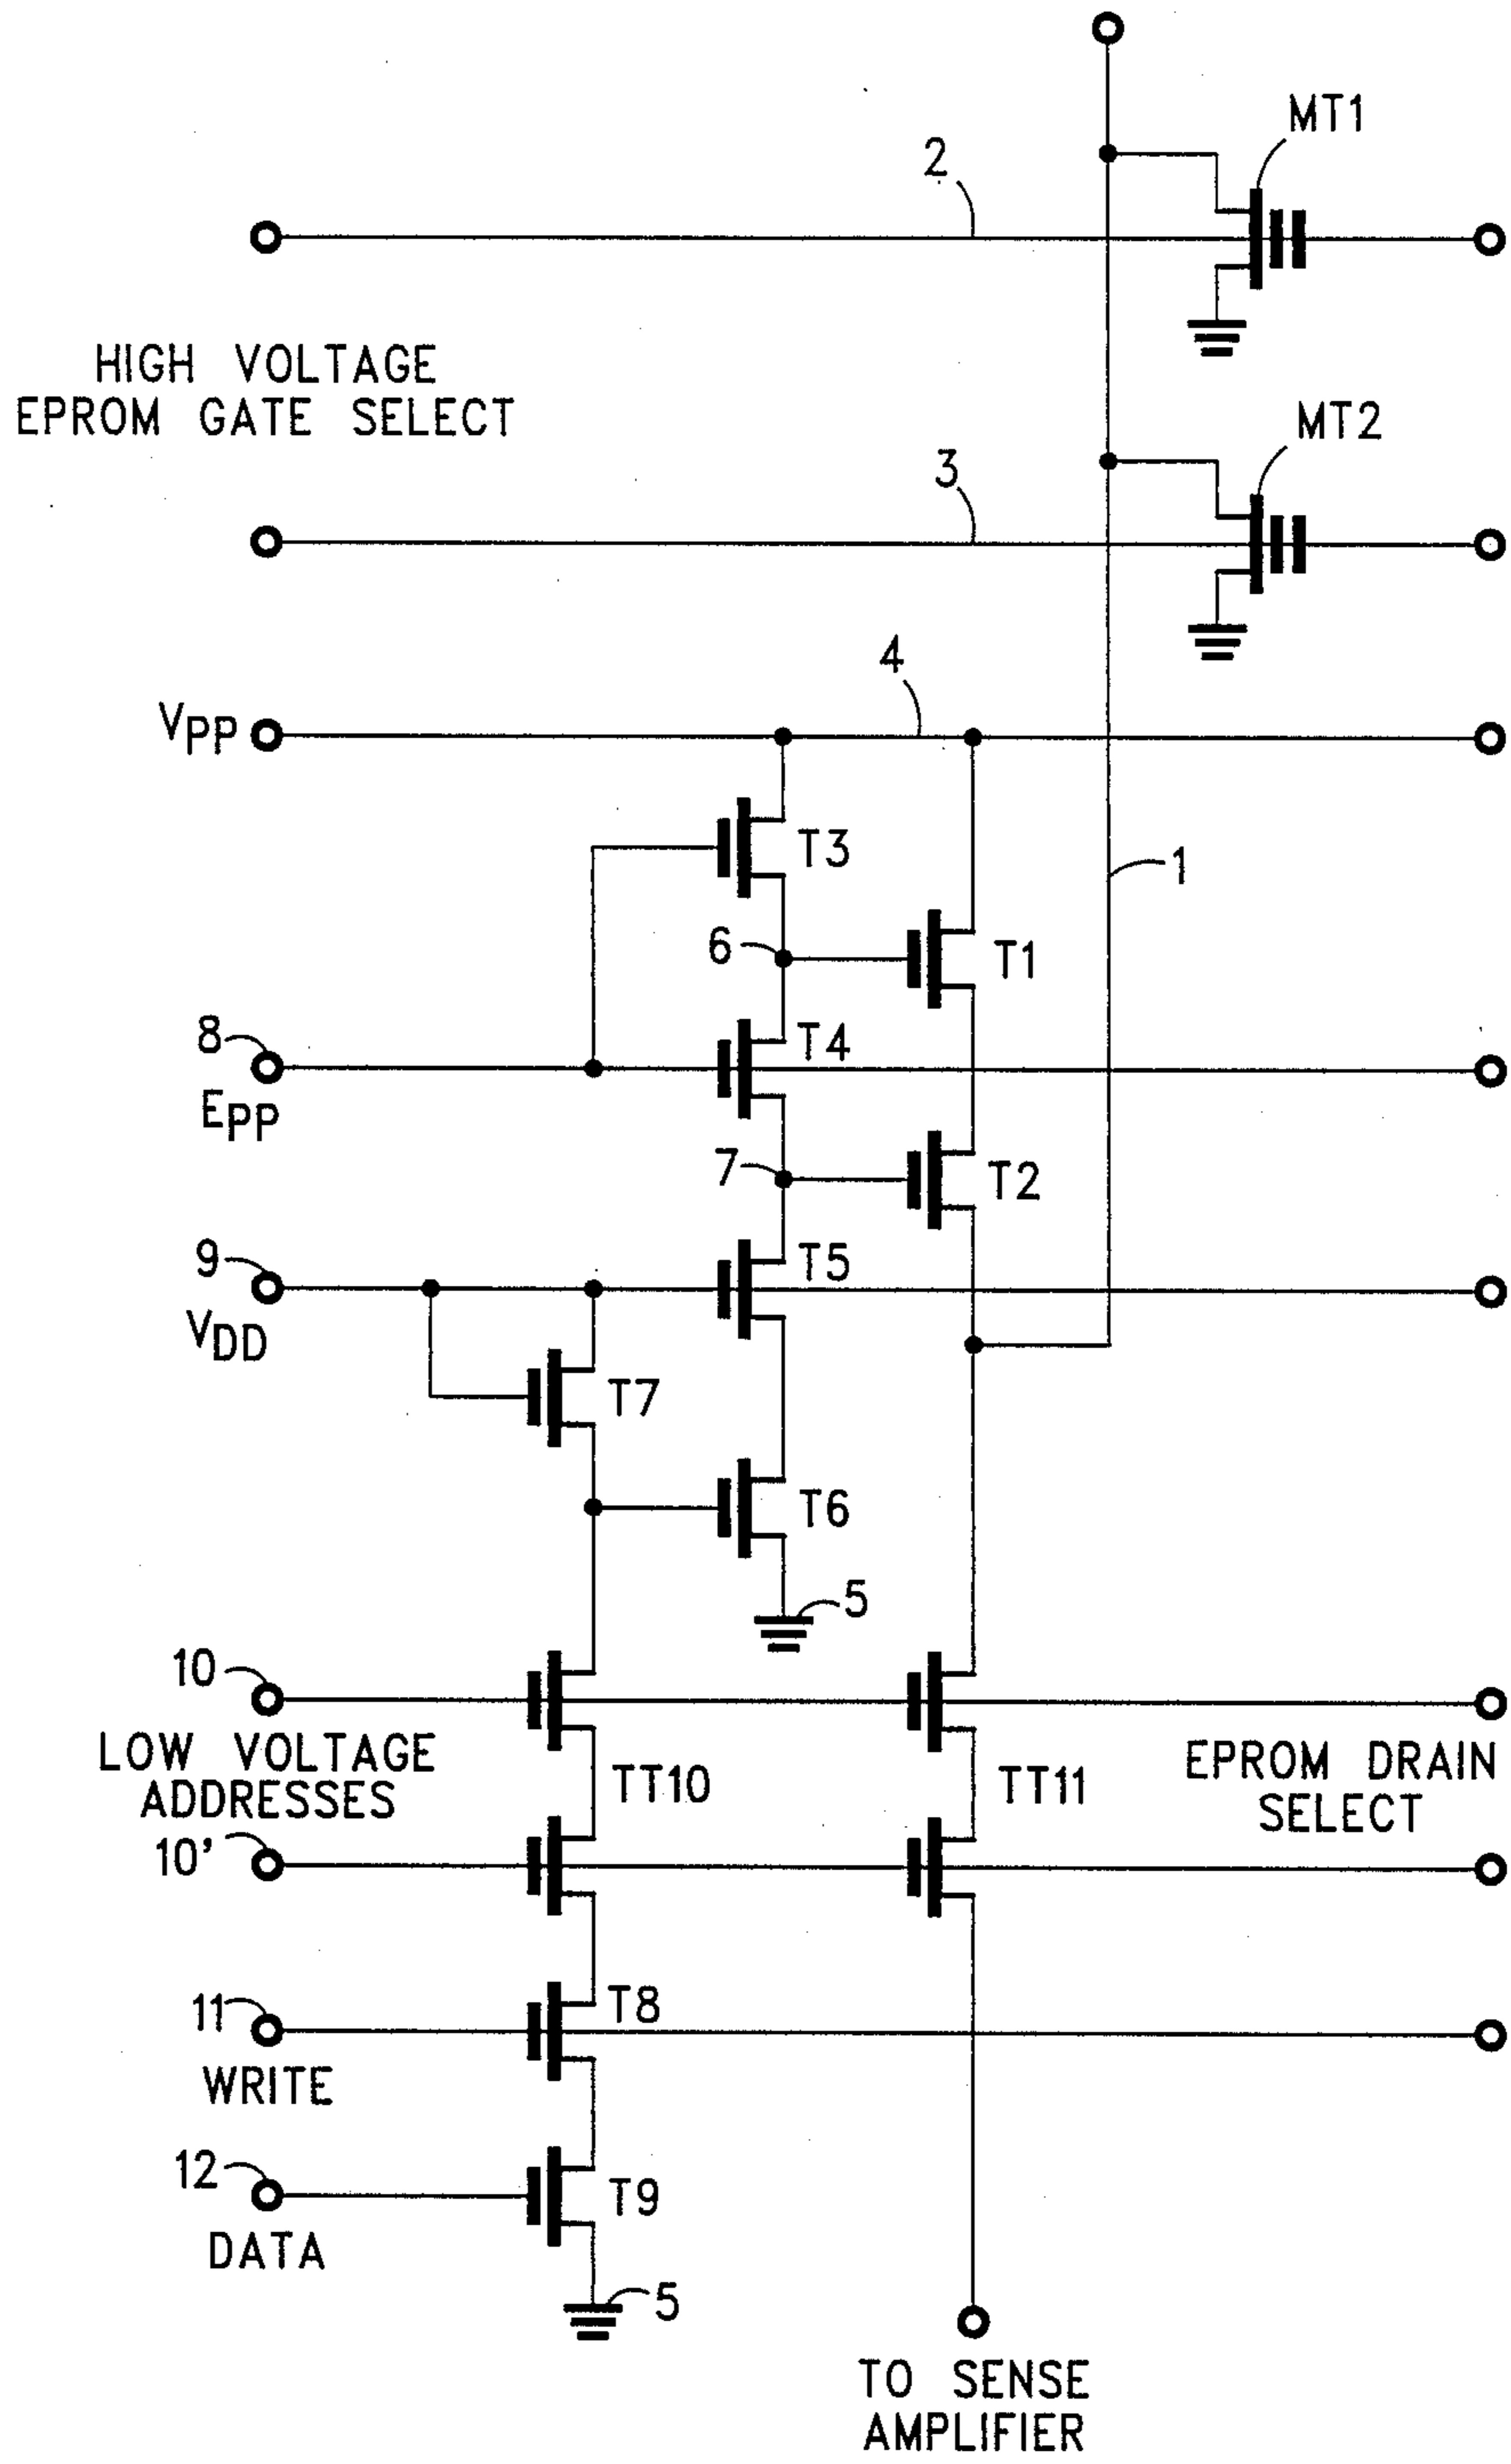 MT1
2
HIGH VOLTAGE
EPROM GATE SELECT
MT2
3
4
VPP
T3
1
6
T1
8
T4
EPP
7
T2
9
T5
VDD
T7
T6
5
10
LOW VOLTAGE
ADDRESSES
TT10
TT11
EPROM DRAIN
SELECT
10'
11
T8
WRITE
12
T9
DATA
5
TO SENSE
AMPLIFIER